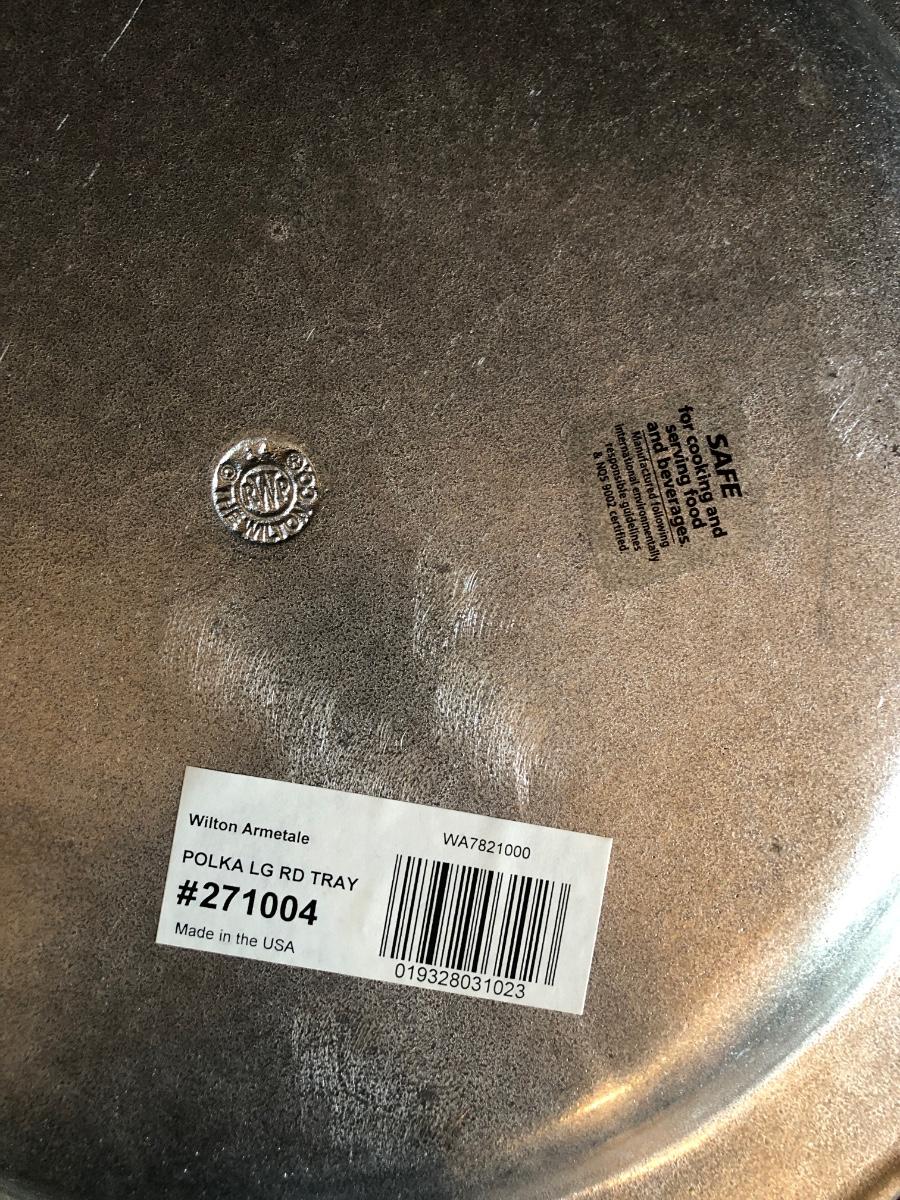 © THE WILTON CO. ®
RWP
SAFE
for cooking and
serving food
and beverages.
Manufactured following
international environmentally
responsible guidelines
& NQS 9002 certified.
Wilton Armetale
WA7821000
POLKA LG RD TRAY
#271004
Made in the USA
019328031023